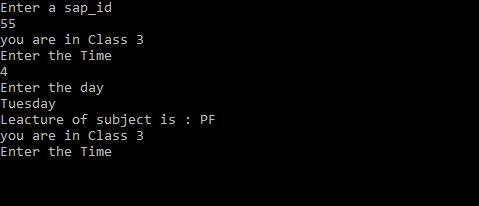 Enter a sap_id
55
you are in Class 3
Enter the Time
4
Enter the day
Tuesday
Leacture of subject is : PF
you are in Class 3
Enter the Time